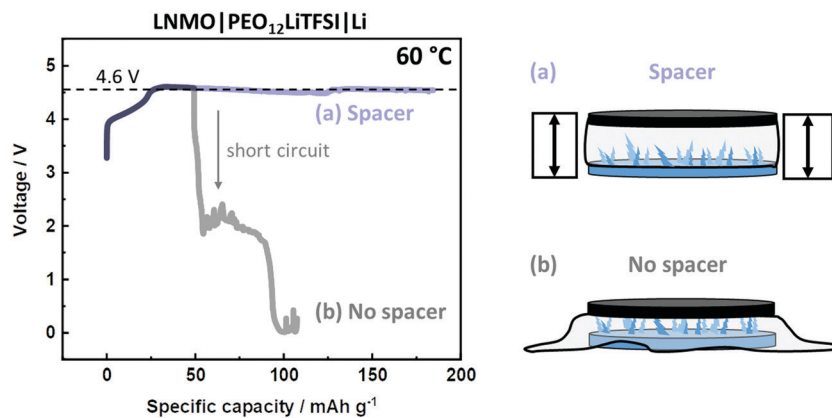 LNMO|PEO₁₂LiTFSI|Li
60 °C
5
4
3
2
1
0
4.6 V
(a) Spacer
short circuit
(b) No spacer
Voltage / V
0
50
100
150
200
Specific capacity / mAh g⁻¹
(a) Spacer
(b) No spacer